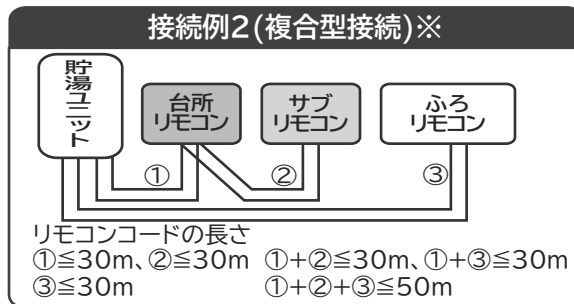 接続例2(複合型接続)※
貯湯ユニット
台所
リモコン
サブ
リモコン
ふろ
リモコン
①
②
③
リモコンコードの長さ
①≦30m、②≦30m ①+②≦30m、①+③≦30m
③≦30m ①+②+③≦50m